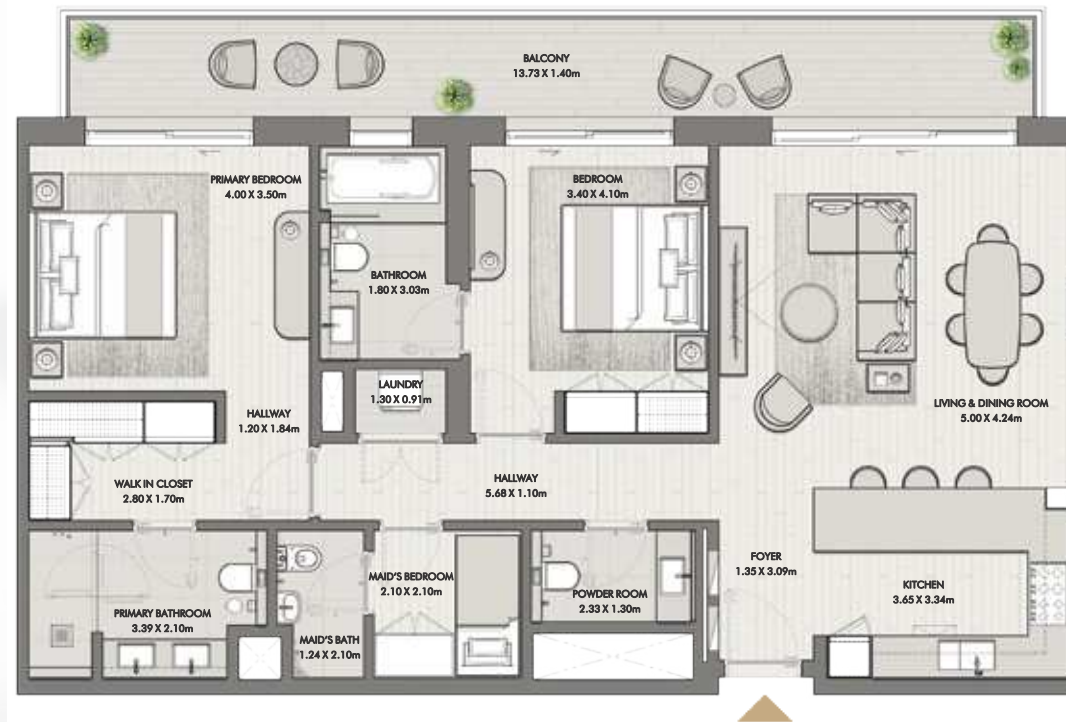 BALCONY
13.73 X 1.40m
PRIMARY BEDROOM
4.00 X 3.50m
BEDROOM
3.40 X 4.10m
BATHROOM
1.80 X 3.03m
LAUNDRY
1.30 X 0.91m
HALLWAY
1.20 X 1.84m
LIVING & DINING ROOM
5.00 X 4.24m
WALK IN CLOSET
2.80 X 1.70m
HALLWAY
5.68 X 1.10m
FOYER
1.35 X 3.09m
MAID'S BEDROOM
2.10 X 2.10m
POWDER ROOM
2.33 X 1.30m
KITCHEN
3.65 X 3.34m
PRIMARY BATHROOM
3.39 X 2.10m
MAID'S BATH
1.24 X 2.10m